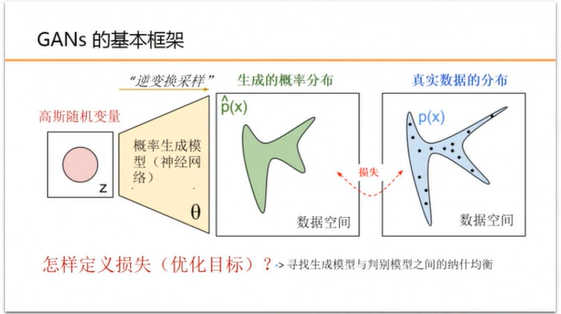 GANs 的基本框架
“逆变换采样”
生成的概率分布
真实数据的分布
高斯随机变量
p̂(x)
p(x)
概率生成模
型（神经网
络）
损失
z
θ
数据空间
数据空间
怎样定义损失（优化目标）？-> 寻找生成模型与判别模型之间的纳什均衡